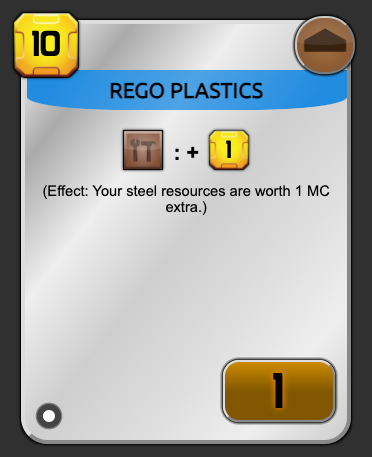 10
REGO PLASTICS
: + 1
(Effect: Your steel resources are worth 1 MC
extra.)
1